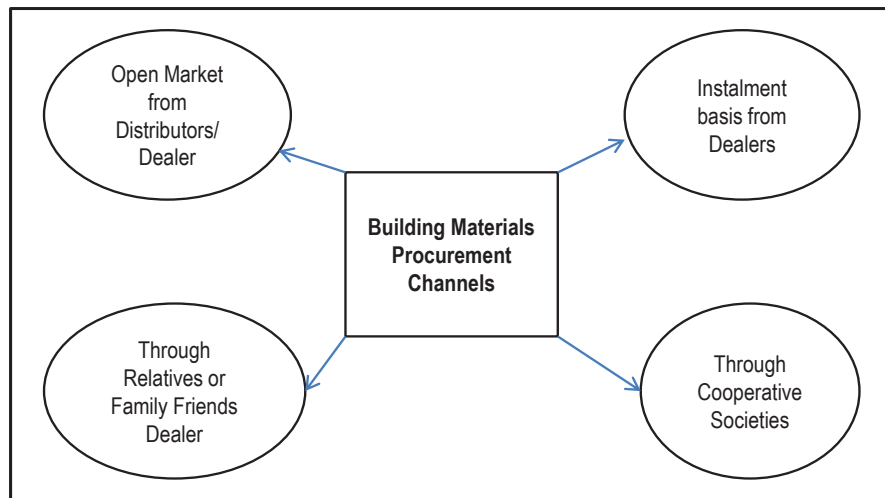 Open Market
from
Distributors/
Dealer
Instalment
basis from
Dealers
Building Materials
Procurement
Channels
Through
Relatives or
Family Friends
Dealer
Through
Cooperative
Societies